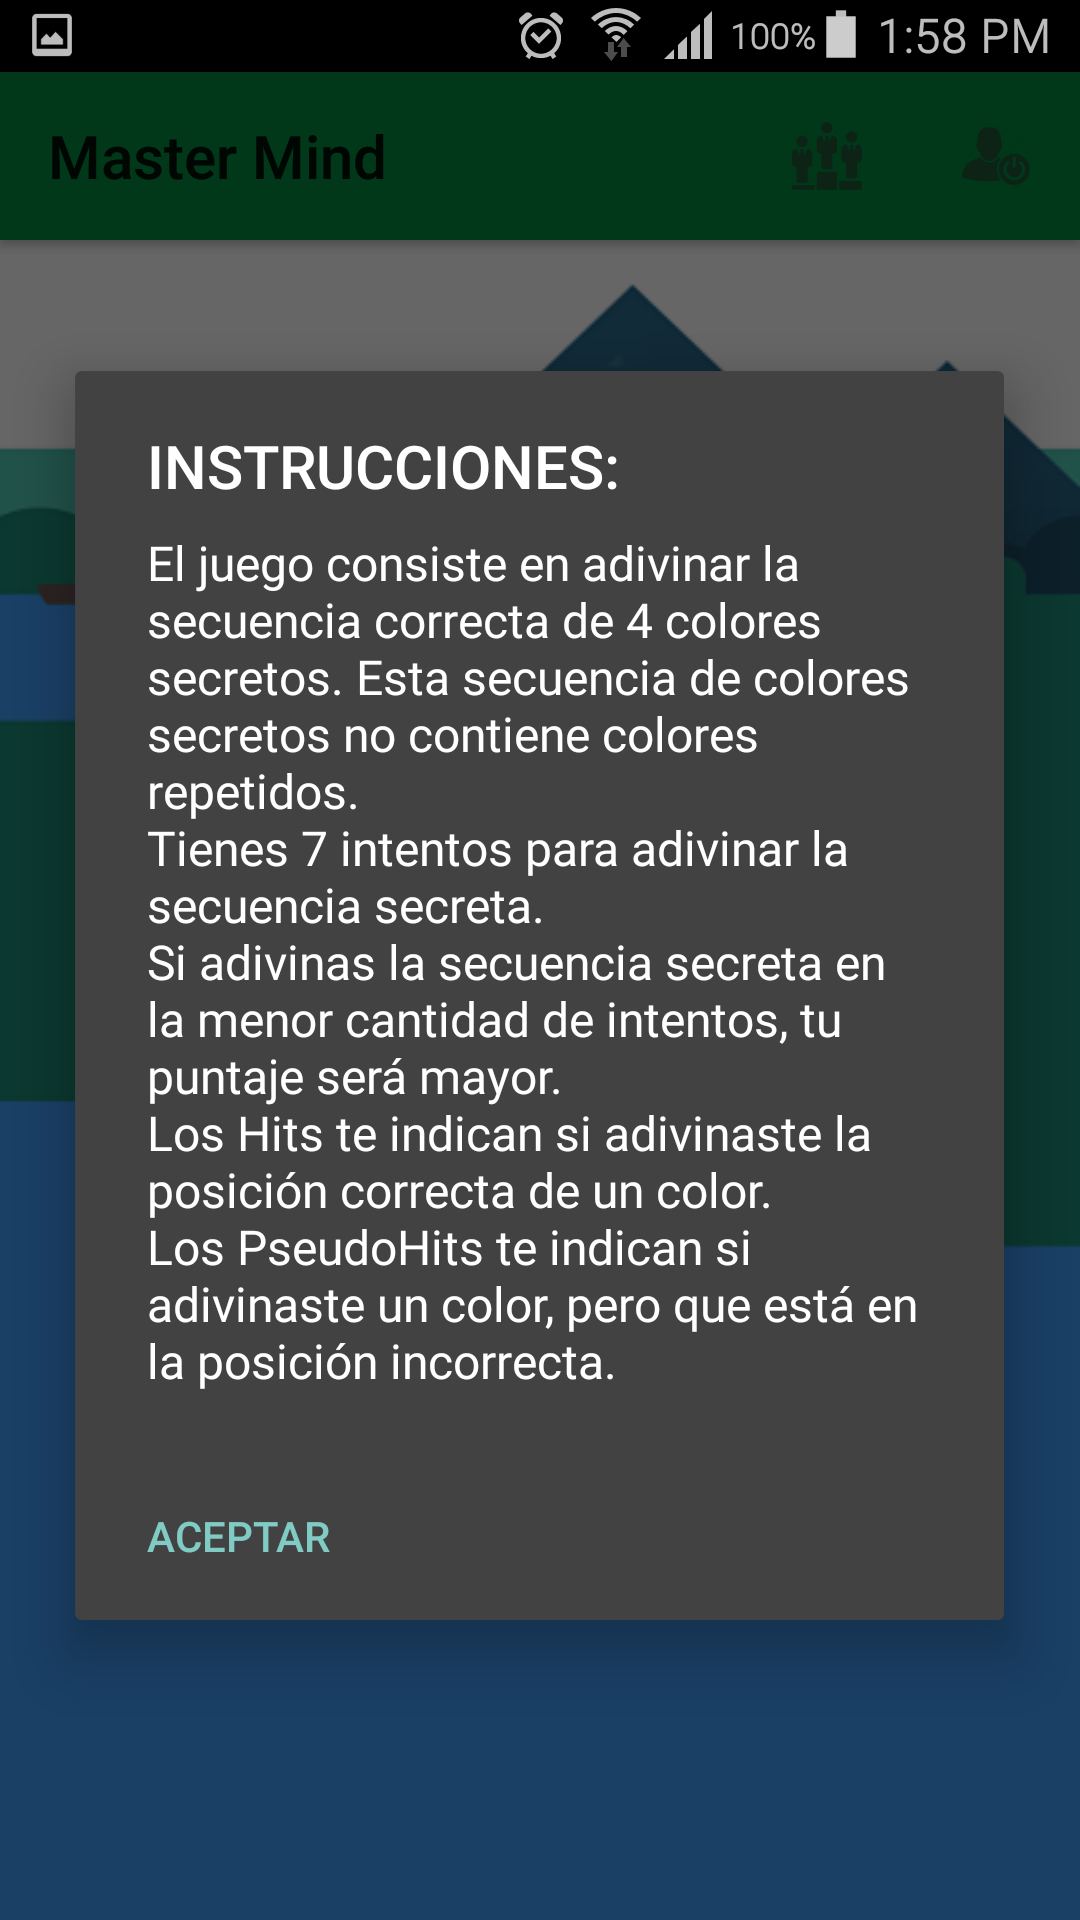 100% 1:58 PM
Master Mind
INSTRUCCIONES:
El juego consiste en adivinar la
secuencia correcta de 4 colores
secretos. Esta secuencia de colores
secretos no contiene colores
repetidos.
Tienes 7 intentos para adivinar la
secuencia secreta.
Si adivinas la secuencia secreta en
la menor cantidad de intentos, tu
puntaje será mayor.
Los Hits te indican si adivinaste la
posición correcta de un color.
Los PseudoHits te indican si
adivinaste un color, pero que está en
la posición incorrecta.
ACEPTAR